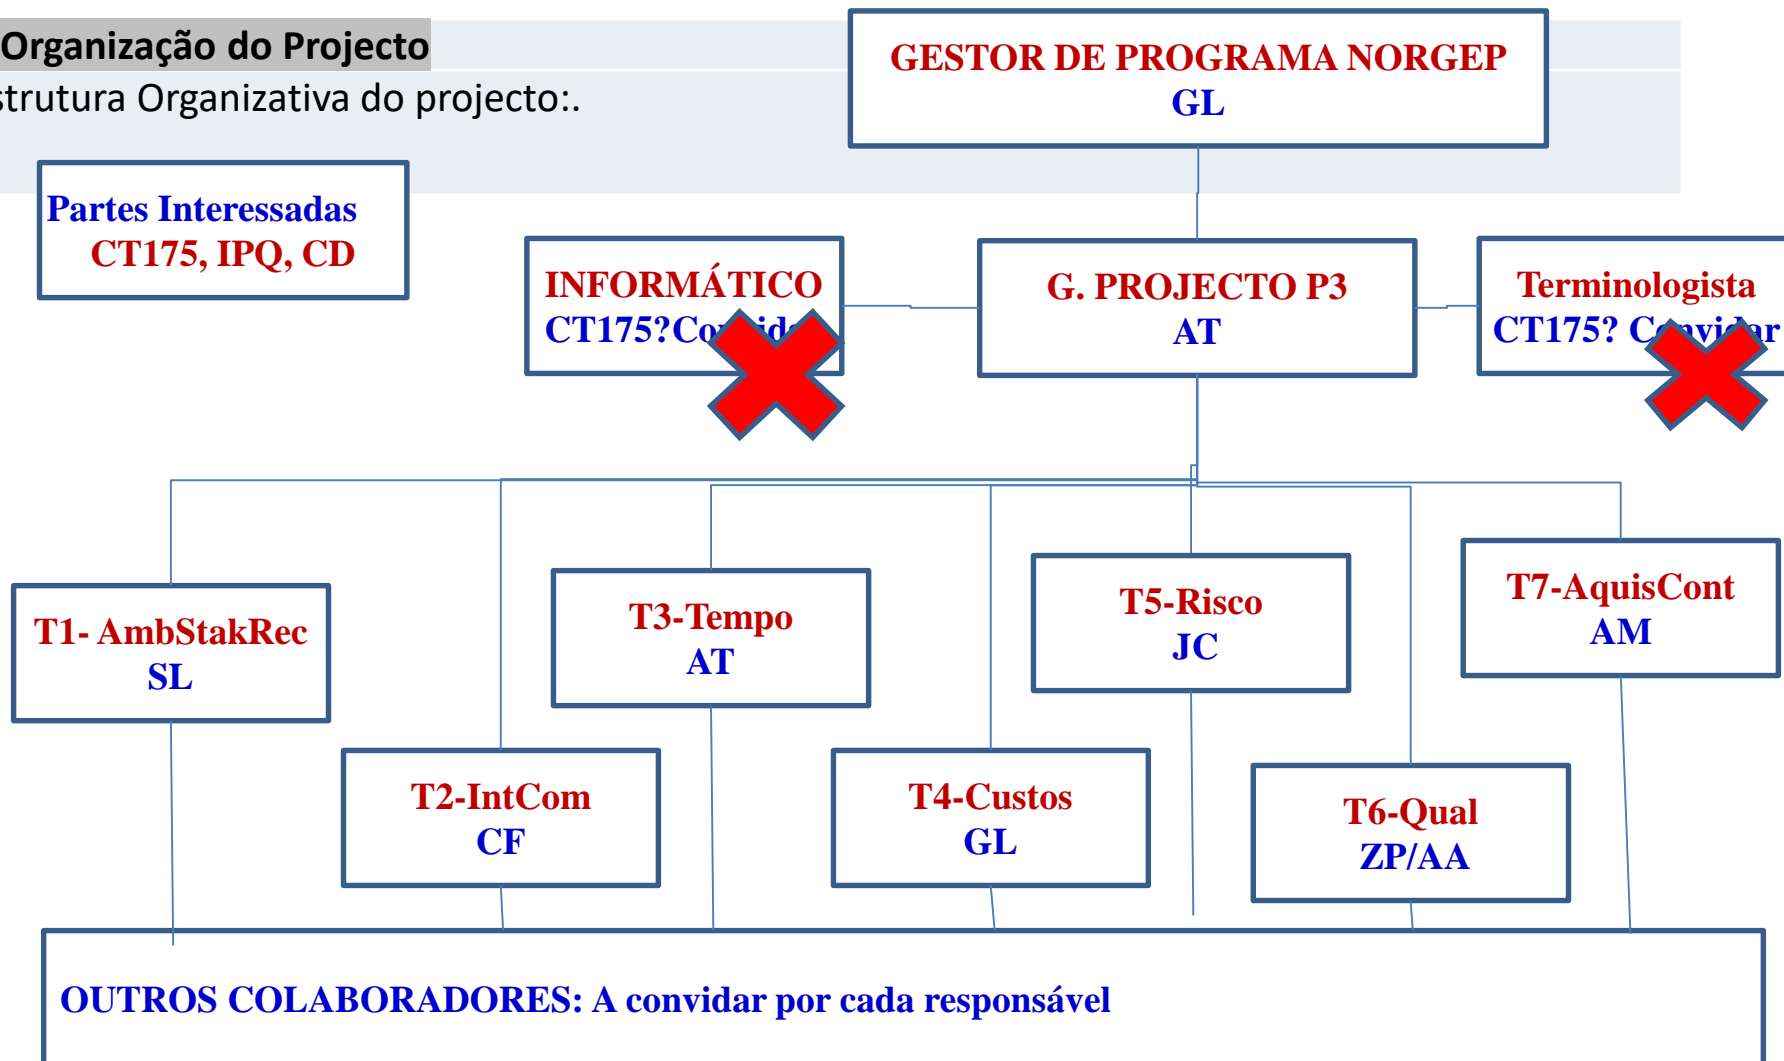 Organização do Projecto
strutura Organizativa do projecto:.
GESTOR DE PROGRAMA NORGEP
GL
Partes Interessadas
CT175, IPQ, CD
INFORMÁTICO
CT175?
G. PROJECTO P3
AT
Terminologista
CT175? Convidar
T1- AmbStakRec
SL
T2-IntCom
CF
T3-Tempo
AT
T4-Custos
GL
T5-Risco
JC
T6-Qual
ZP/AA
T7-AquisCont
AM
OUTROS COLABORADORES: A convidar por cada responsável